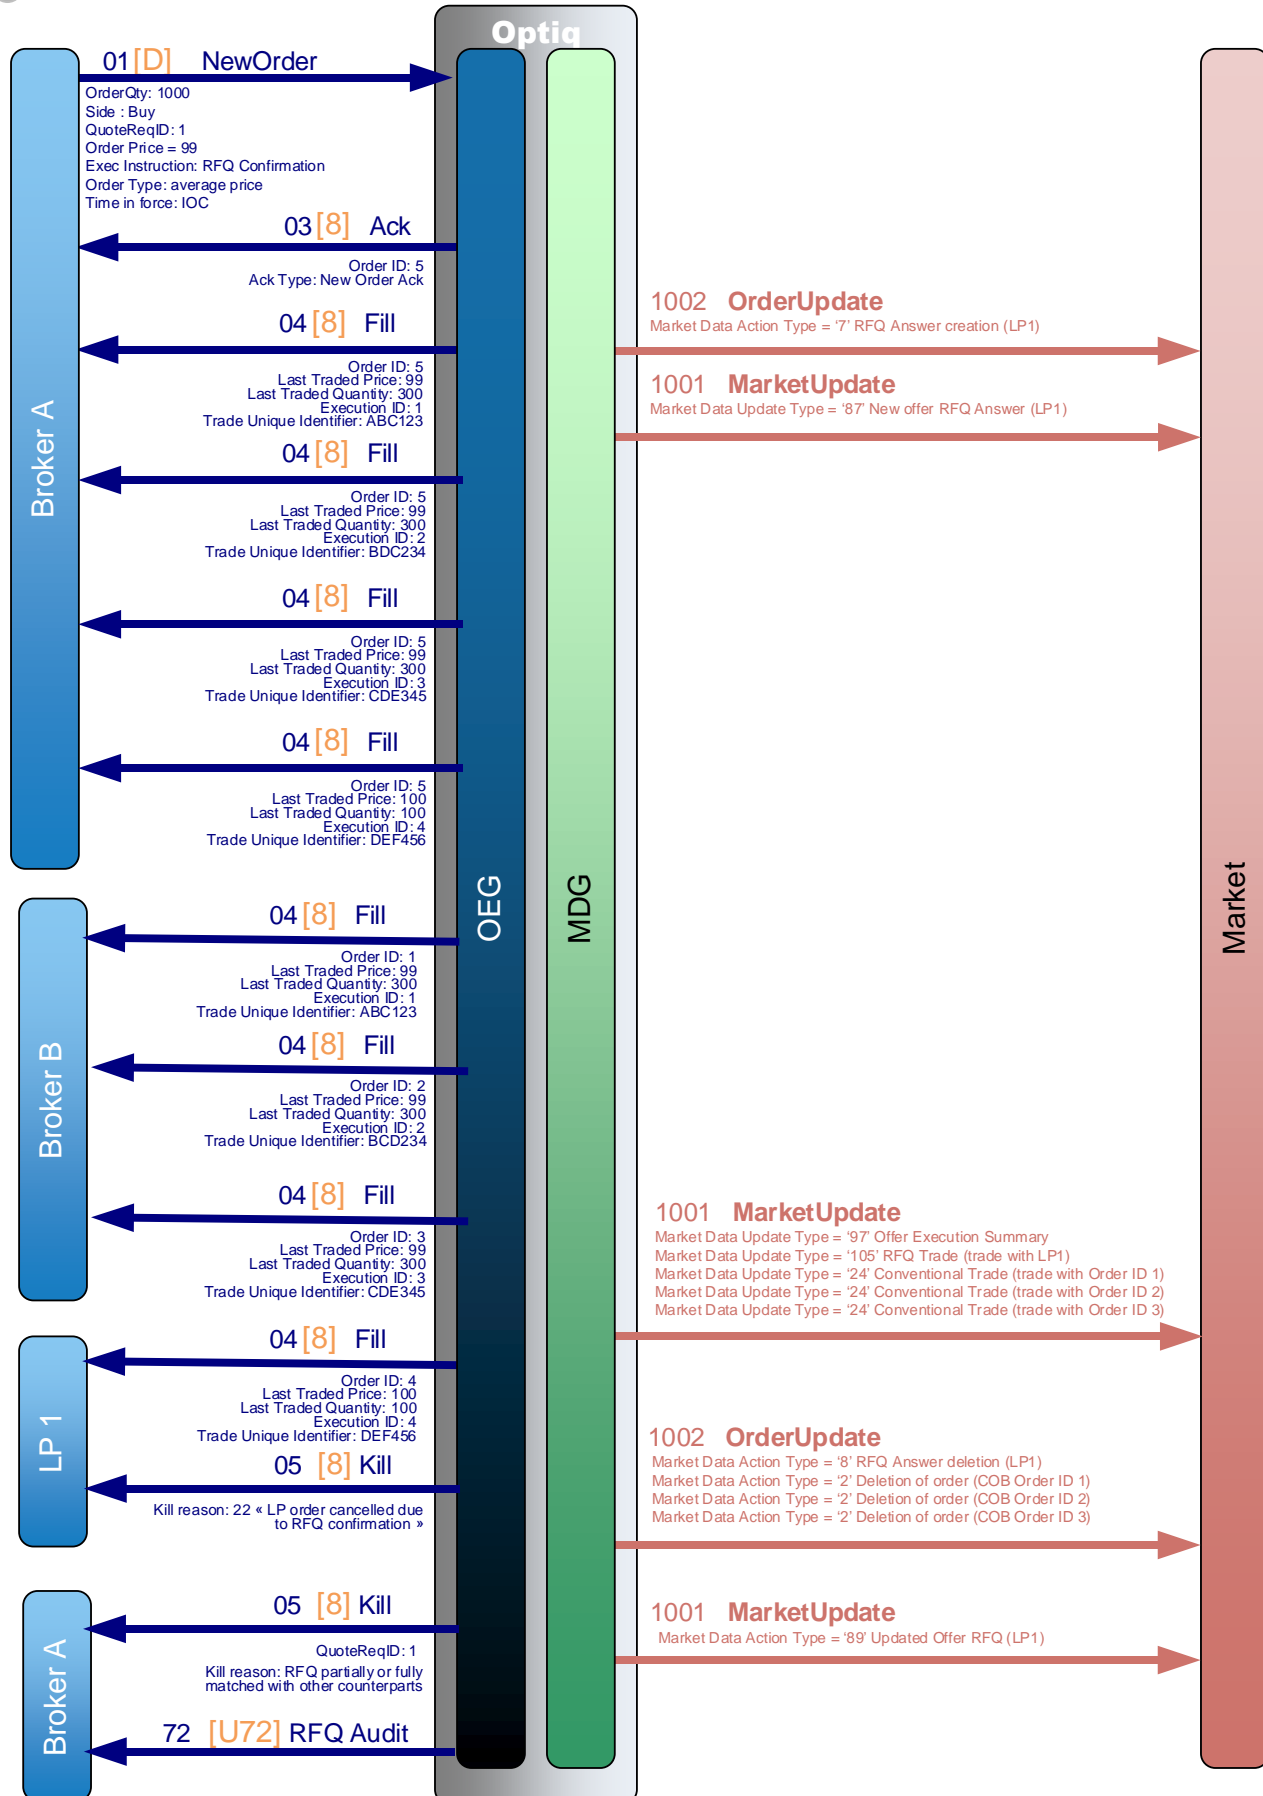 Optiq
01 [D] NewOrder
OrderQty: 1000
Side : Buy
QuoteReqID: 1
Order Price = 99
Exec Instruction: RFQ Confirmation
Order Type: average price
Time in force: IOC
03 [8] Ack
Order ID: 5
Ack Type: New Order Ack
04 [8] Fill
Order ID: 5
Last Traded Price: 99
Last Traded Quantity: 300
Execution ID: 1
Trade Unique Identifier: ABC123
04 [8] Fill
Order ID: 5
Last Traded Price: 99
Last Traded Quantity: 300
Execution ID: 2
Trade Unique Identifier: BDC234
04 [8] Fill
Order ID: 5
Last Traded Price: 99
Last Traded Quantity: 300
Execution ID: 3
Trade Unique Identifier: CDE345
04 [8] Fill
Order ID: 5
Last Traded Price: 100
Last Traded Quantity: 100
Execution ID: 4
Trade Unique Identifier: DEF456
Broker A
04 [8] Fill
Order ID: 1
Last Traded Price: 99
Last Traded Quantity: 300
Execution ID: 1
Trade Unique Identifier: ABC123
04 [8] Fill
Order ID: 2
Last Traded Price: 99
Last Traded Quantity: 300
Execution ID: 2
Trade Unique Identifier: BCD234
04 [8] Fill
Order ID: 3
Last Traded Price: 99
Last Traded Quantity: 300
Execution ID: 3
Trade Unique Identifier: CDE345
Broker B
04 [8] Fill
Order ID: 4
Last Traded Price: 100
Last Traded Quantity: 100
Execution ID: 4
Trade Unique Identifier: DEF456
05 [8] Kill
Kill reason: 22 « LP order cancelled due
to RFQ confirmation »
LP 1
05 [8] Kill
QuoteReqID: 1
Kill reason: RFQ partially or fully
matched with other counterparts
72 [U72] RFQ Audit
Broker A
OEG
MDG
1002 OrderUpdate
Market Data Action Type = ‘7’ RFQ Answer creation (LP1)
1001 MarketUpdate
Market Data Update Type = ‘87’ New offer RFQ Answer (LP1)
1001 MarketUpdate
Market Data Update Type = ‘97’ Offer Execution Summary
Market Data Update Type = ‘105’ RFQ Trade (trade with LP1)
Market Data Update Type = ‘24’ Conventional Trade (trade with Order ID 1)
Market Data Update Type = ‘24’ Conventional Trade (trade with Order ID 2)
Market Data Update Type = ‘24’ Conventional Trade (trade with Order ID 3)
1002 OrderUpdate
Market Data Action Type = ‘8’ RFQ Answer deletion (LP1)
Market Data Action Type = ‘2’ Deletion of order (COB Order ID 1)
Market Data Action Type = ‘2’ Deletion of order (COB Order ID 2)
Market Data Action Type = ‘2’ Deletion of order (COB Order ID 3)
1001 MarketUpdate
Market Data Action Type = ‘89’ Updated Offer RFQ (LP1)
Market